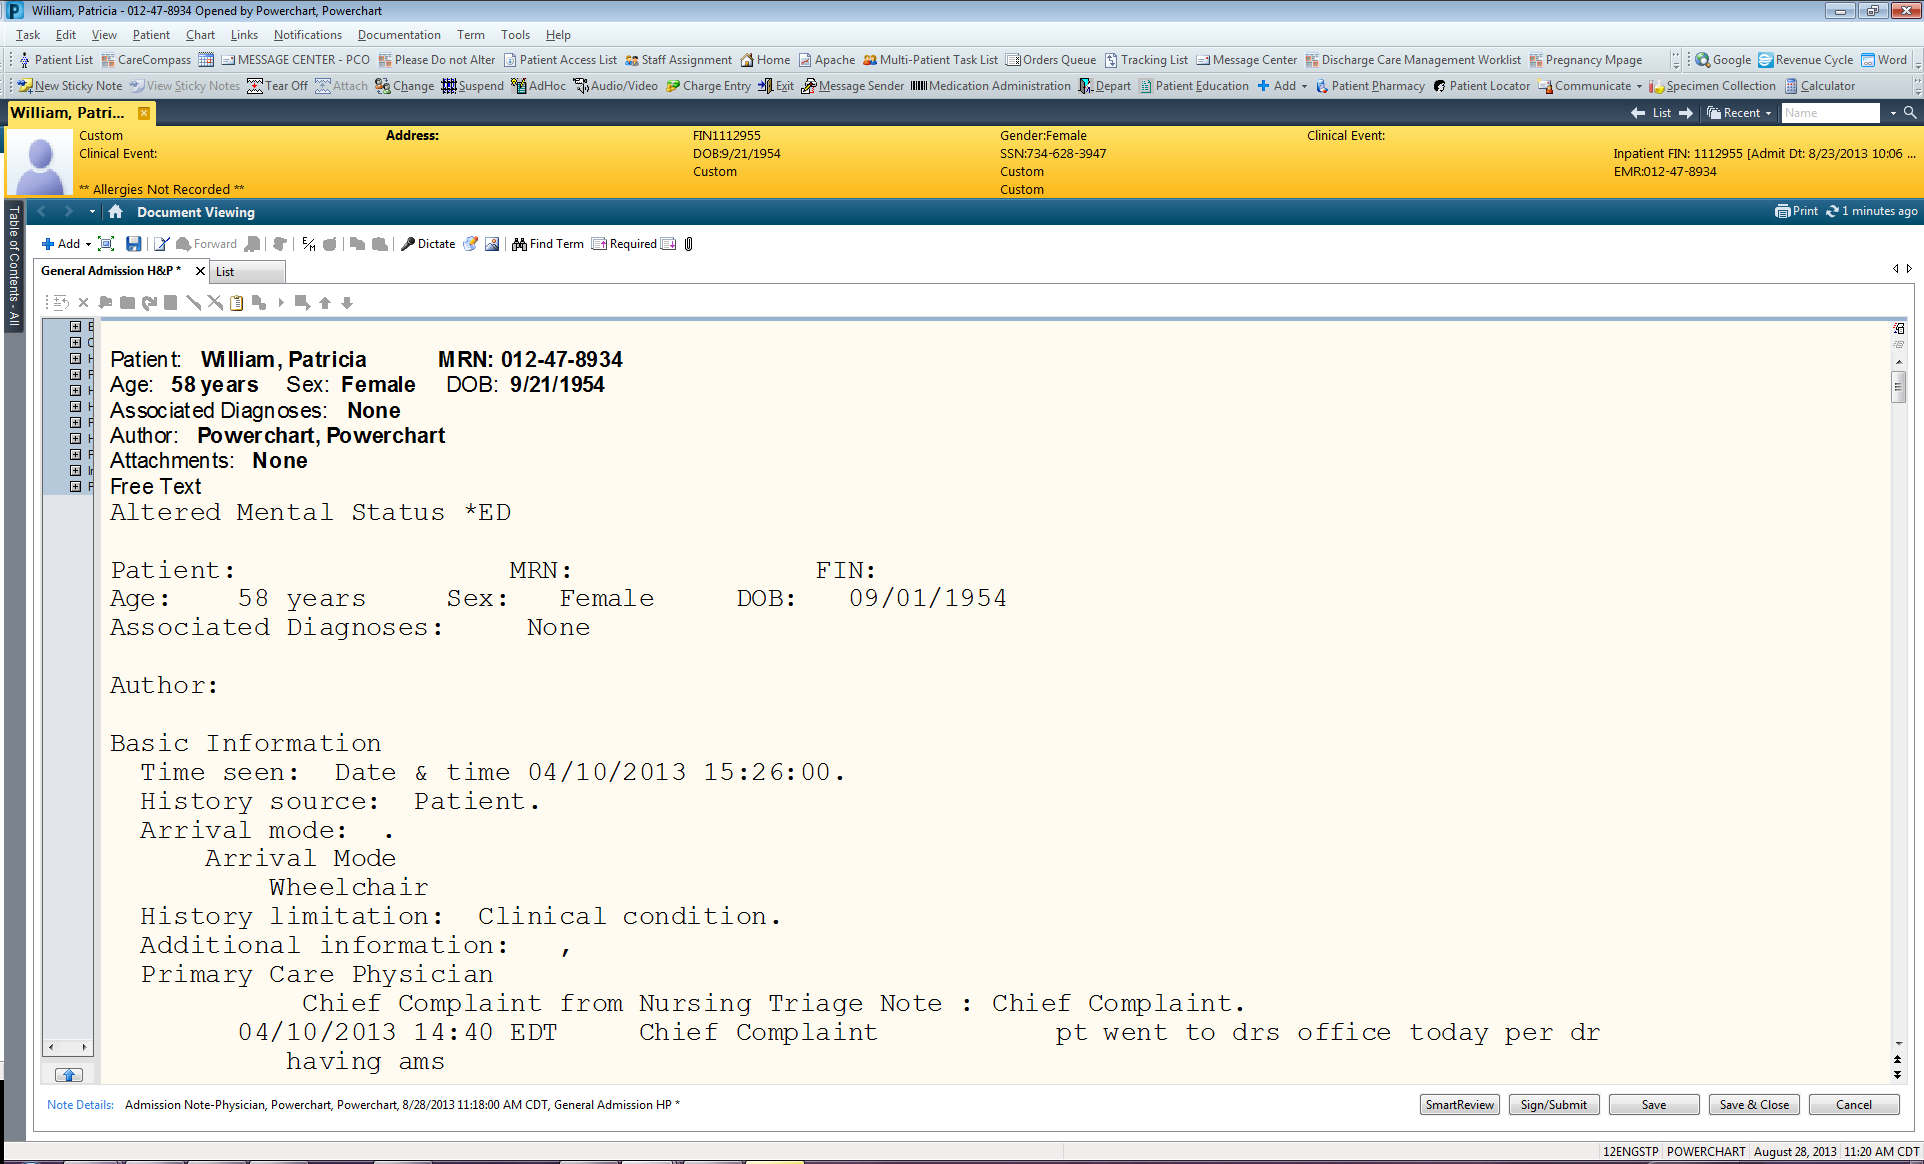 William, Patricia - 012-47-8934 Opened by Powerchart, Powerchart
Task Edit View Patient Chart Links Notifications Documentation Term Tools Help
Patient List CareCompass MESSAGE CENTER - PCO Please Do not Alter Patient Access List Staff Assignment Home Apache Multi-Patient Task List Orders Queue Tracking List Message Center Discharge Care Management Worklist Pregnancy Mpage Google Revenue Cycle Word
New Sticky Note View Sticky Notes Tear Off Attach Change Suspend AdHoc Audio/Video Charge Entry Exit Message Sender Medication Administration Depart Patient Education Add Patient Pharmacy Patient Locator Communicate Specimen Collection Calculator
William, Patri... List Recent Name
Custom Address: FIN1112955 Gender:Female Clinical Event:
Clinical Event: DOB:9/21/1954 SSN:734-628-3947 Inpatient FIN: 1112955 [Admit Dt: 8/23/2013 10:06 ...
Custom Custom EMR:012-47-8934
** Allergies Not Recorded ** Custom
Table of Contents - All
Document Viewing Print 1 minutes ago
Add Forward E/M Dictate Find Term Required
General Admission H&P * List
Patient: William, Patricia MRN: 012-47-8934
Age: 58 years Sex: Female DOB: 9/21/1954
Associated Diagnoses: None
Author: Powerchart, Powerchart
Attachments: None
Free Text
Altered Mental Status *ED
Patient: MRN: FIN:
Age: 58 years Sex: Female DOB: 09/01/1954
Associated Diagnoses: None
Author:
Basic Information
Time seen: Date & time 04/10/2013 15:26:00.
History source: Patient.
Arrival mode: .
Arrival Mode
Wheelchair
History limitation: Clinical condition.
Additional information: ,
Primary Care Physician
Chief Complaint from Nursing Triage Note : Chief Complaint.
04/10/2013 14:40 EDT Chief Complaint pt went to drs office today per dr
having ams
Note Details: Admission Note-Physician, Powerchart, Powerchart, 8/28/2013 11:18:00 AM CDT, General Admission HP *
SmartReview Sign/Submit Save Save & Close Cancel
12ENGSTP POWERCHART August 28, 2013 11:20 AM CDT